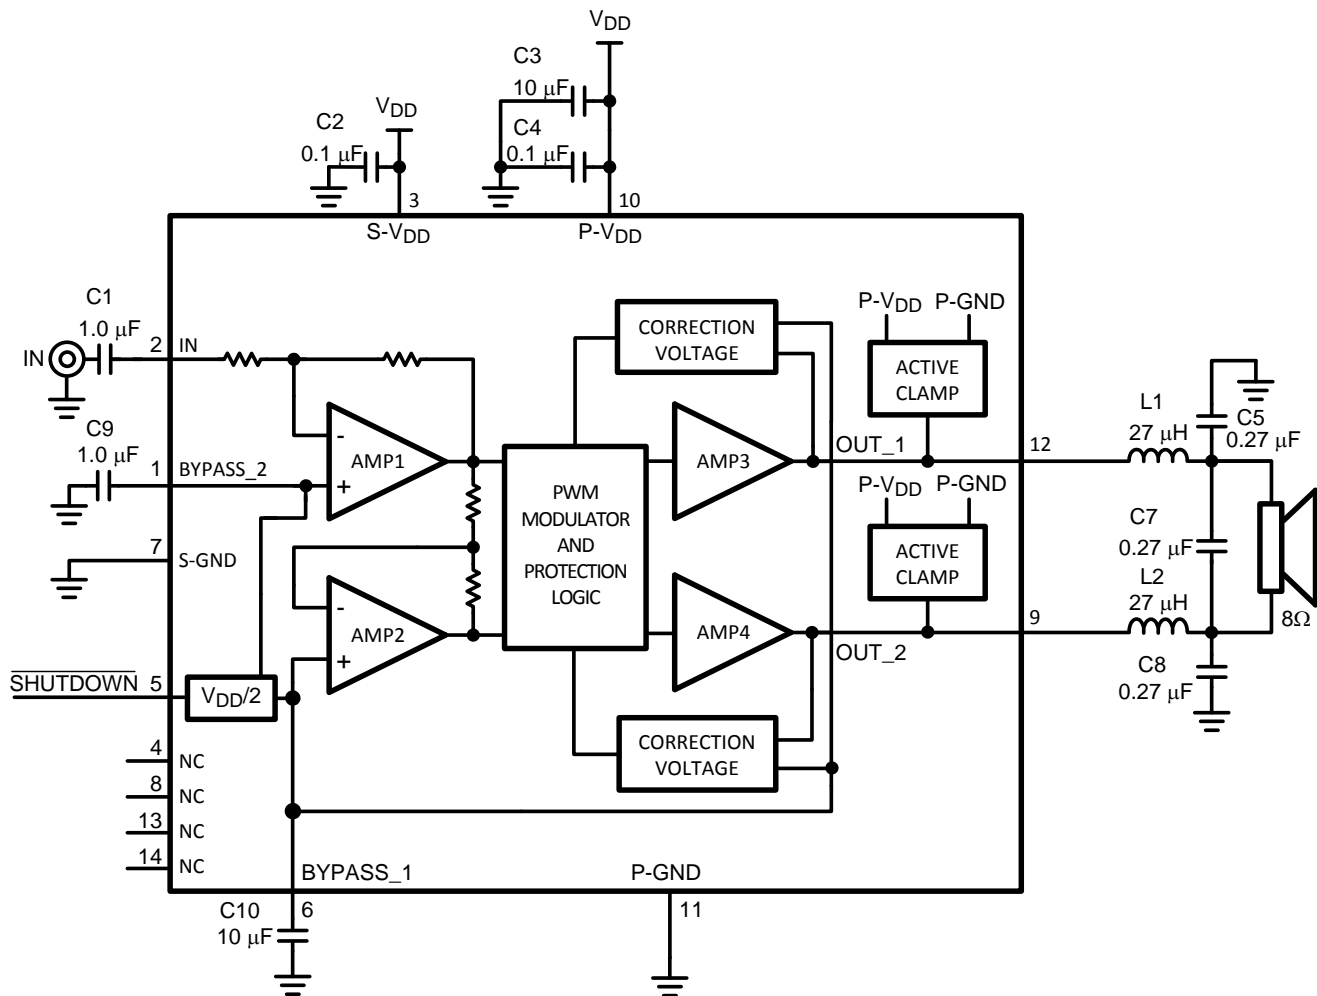 VDD
C3
10 μF
C4
0.1 μF
VDD
C2
0.1 μF
3
10
S-VDD
P-VDD
C1
1.0 μF
IN
2
IN
C9
1.0 μF
1
BYPASS_2
7
S-GND
SHUTDOWN
5
VDD/2
4
NC
8
NC
13
NC
14
NC
-
+
AMP1
-
+
AMP2
PWM
MODULATOR
AND
PROTECTION
LOGIC
CORRECTION
VOLTAGE
AMP3
AMP4
CORRECTION
VOLTAGE
P-VDD
P-GND
ACTIVE
CLAMP
OUT_1
12
P-VDD
P-GND
ACTIVE
CLAMP
OUT_2
9
L1
27 μH
C5
0.27 μF
C7
0.27 μF
L2
27 μH
8Ω
C8
0.27 μF
BYPASS_1
P-GND
C10
10 μF
6
11